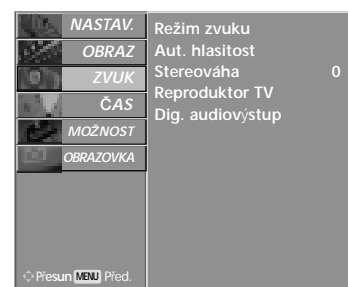 NASTAV.
OBRAZ
ZVUK
ČAS
MOŽNOST
OBRAZOVKA
Režim zvuku
Aut. hlasitost
Stereováha 0
Reproduktor TV
Dig. audiovýstup
Přesun MENU Před.